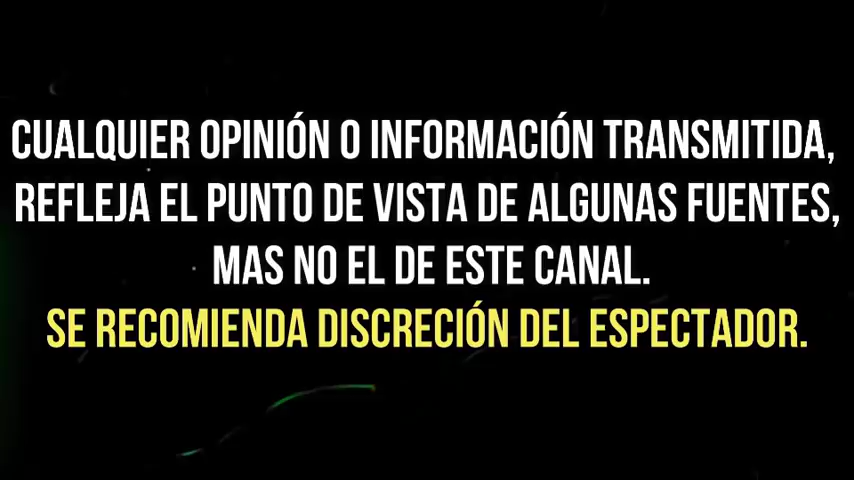 CUALQUIER OPINIÓN O INFORMACIÓN TRANSMITIDA,
REFLEJA EL PUNTO DE VISTA DE ALGUNAS FUENTES,
MAS NO EL DE ESTE CANAL.
SE RECOMIENDA DISCRECIÓN DEL ESPECTADOR.